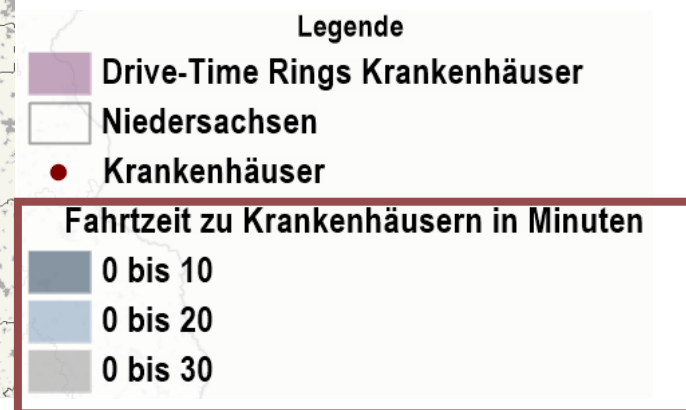 Legende
Drive-Time Rings Krankenhäuser
Niedersachsen
Krankenhäuser
Fahrtzeit zu Krankenhäusern in Minuten
0 bis 10
0 bis 20
0 bis 30